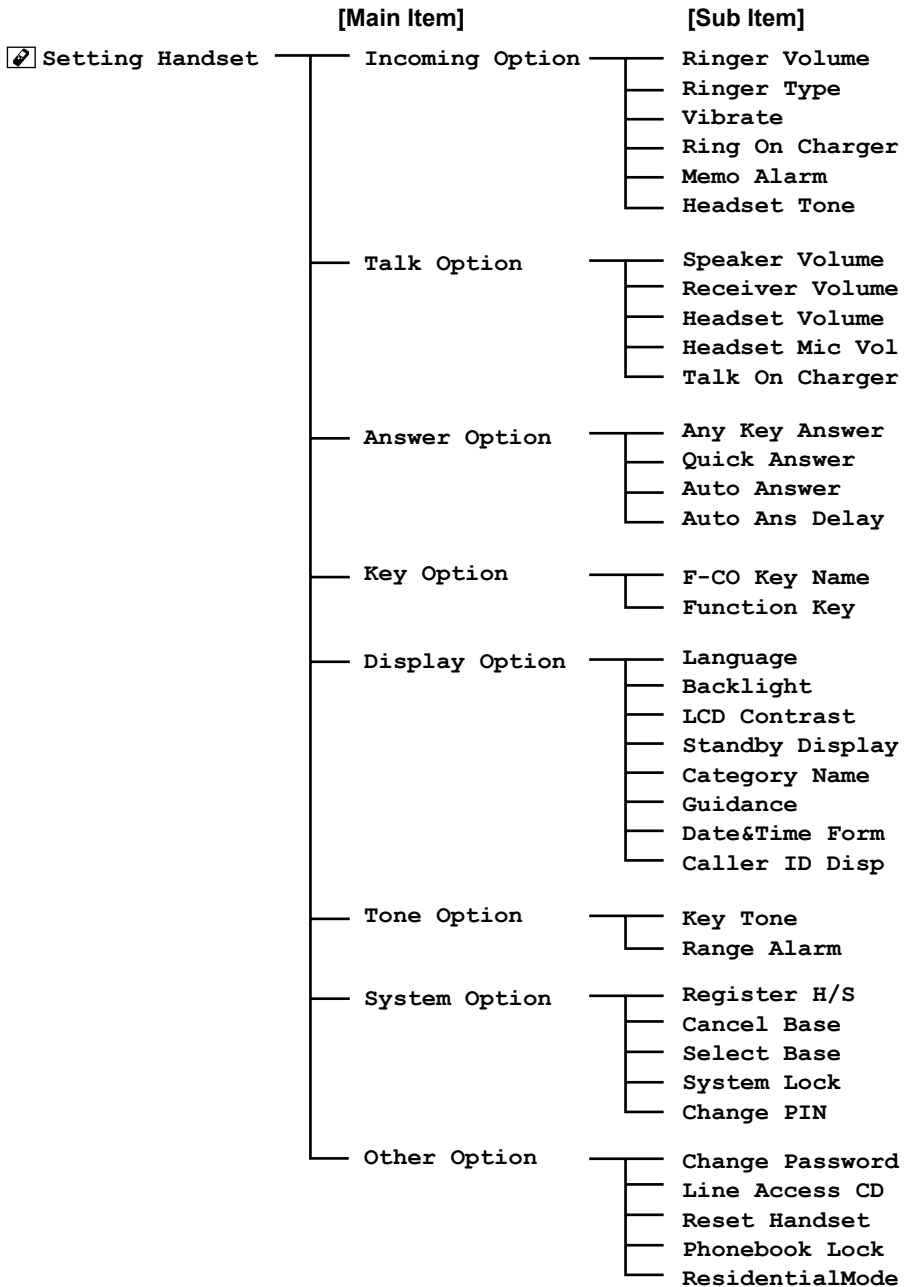 [Main Item] [Sub Item]
Setting Handset Incoming Option Ringer Volume
Ringer Type
Vibrate
Ring On Charger
Memo Alarm
Headset Tone
Talk Option Speaker Volume
Receiver Volume
Headset Volume
Headset Mic Vol
Talk On Charger
Answer Option Any Key Answer
Quick Answer
Auto Answer
Auto Ans Delay
Key Option F-CO Key Name
Function Key
Display Option Language
Backlight
LCD Contrast
Standby Display
Category Name
Guidance
Date&Time Form
Caller ID Disp
Tone Option Key Tone
Range Alarm
System Option Register H/S
Cancel Base
Select Base
System Lock
Change PIN
Other Option Change Password
Line Access CD
Reset Handset
Phonebook Lock
ResidentialMode